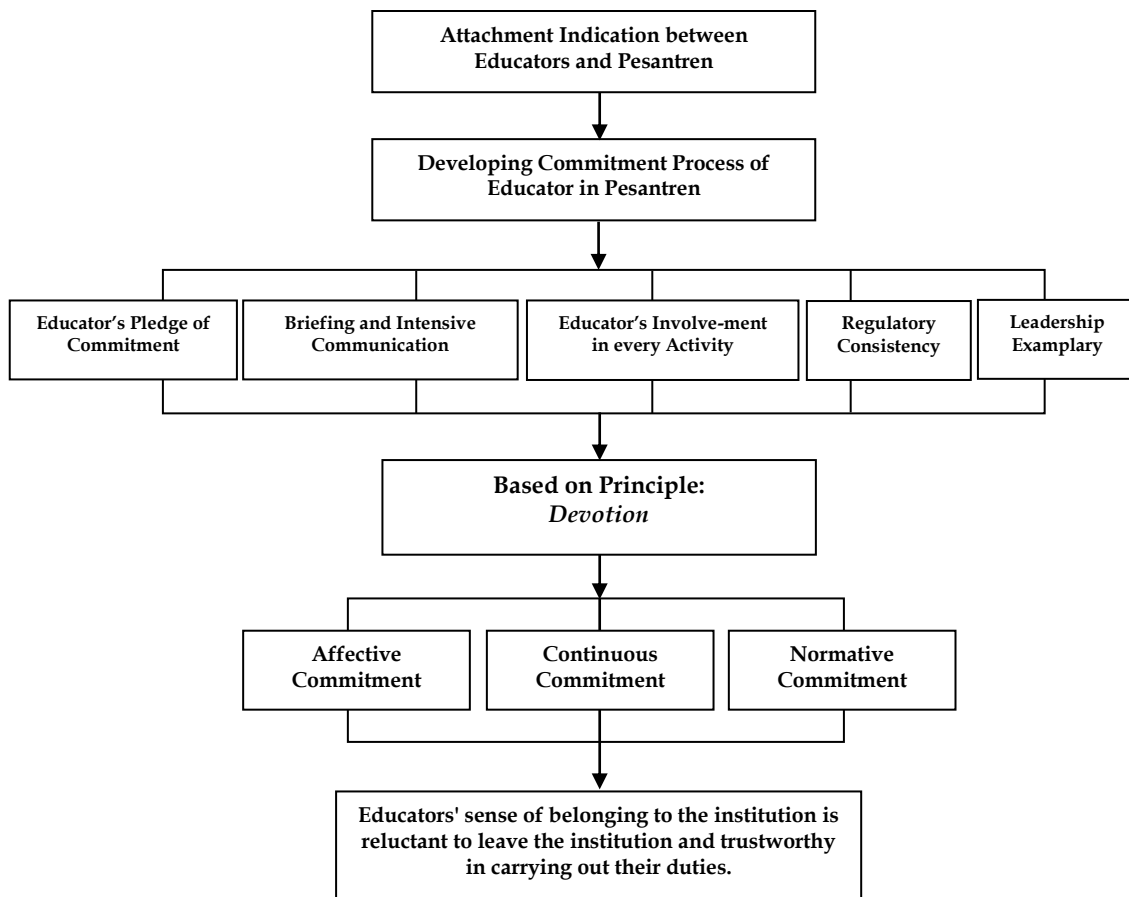 Attachment Indication between
Educators and Pesantren
Developing Commitment Process of
Educator in Pesantren
Educator's Pledge of
Commitment
Briefing and Intensive
Communication
Educator's Involve-ment
in every Activity
Regulatory
Consistency
Leadership
Examplary
Based on Principle:
Devotion
Affective
Commitment
Continuous
Commitment
Normative
Commitment
Educators' sense of belonging to the institution is
reluctant to leave the institution and trustworthy
in carrying out their duties.